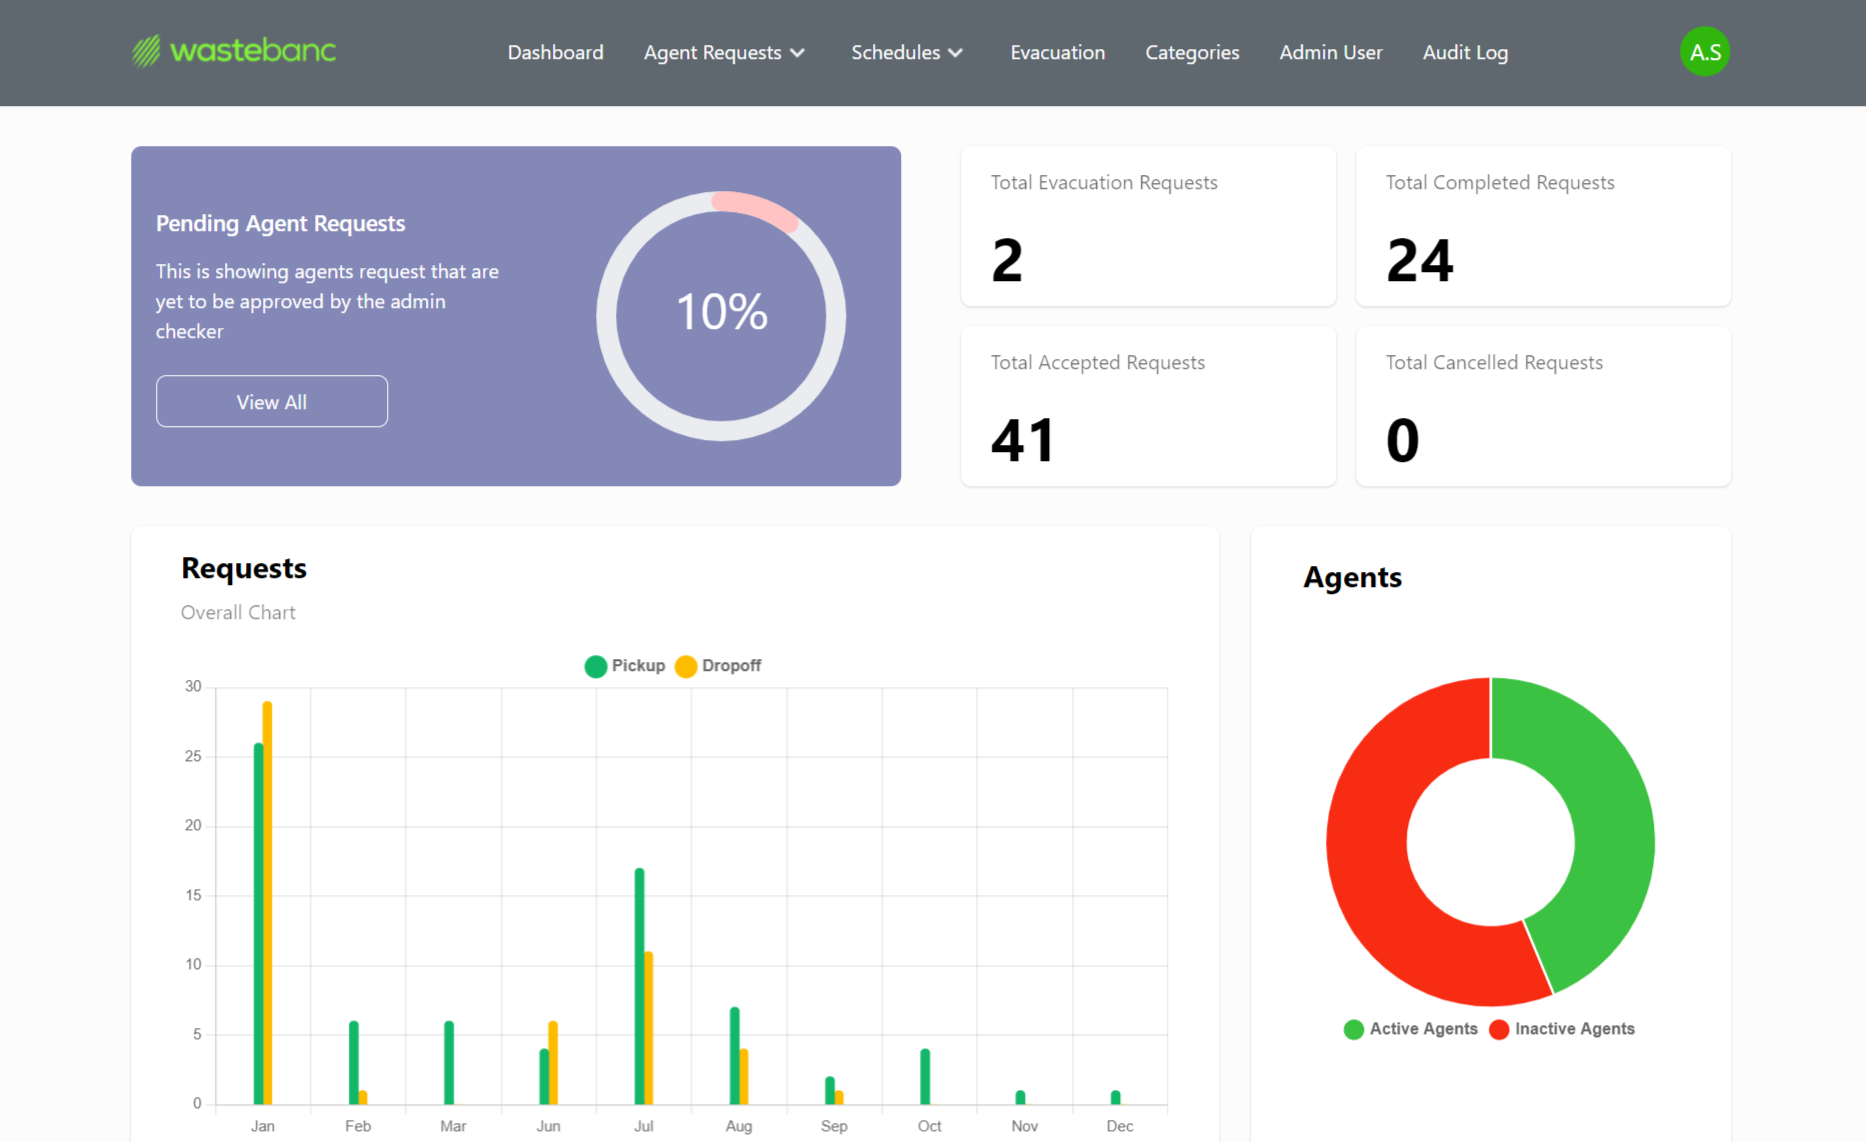 wastebanc
Dashboard
Agent Requests
Schedules
Evacuation
Categories
Admin User
Audit Log
A.S
Pending Agent Requests
This is showing agents request that are
yet to be approved by the admin
checker
View All
10%
Total Evacuation Requests
2
Total Completed Requests
24
Total Accepted Requests
41
Total Cancelled Requests
0
Requests
Overall Chart
Pickup
Dropoff
30
25
20
15
10
5
0
Jan
Feb
Mar
Jun
Jul
Aug
Sep
Oct
Nov
Dec
Agents
Active Agents
Inactive Agents